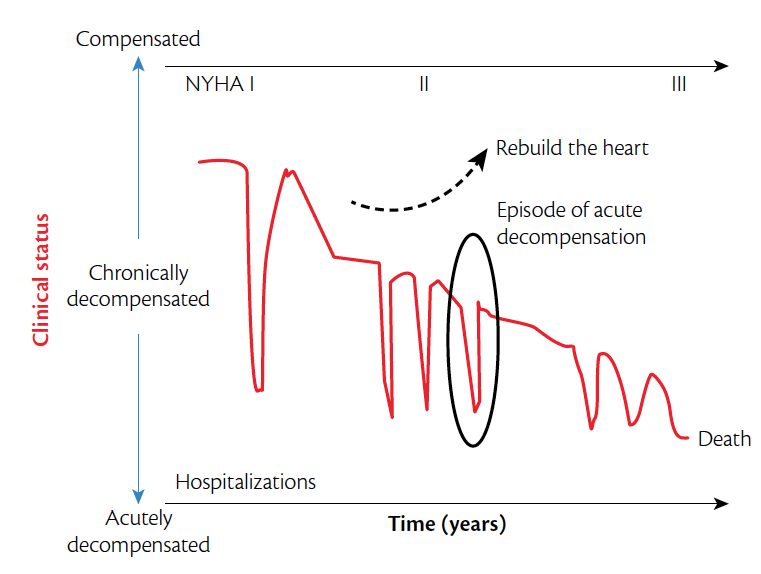 Compensated
NYHA I
II
III
Rebuild the heart
Episode of acute
decompensation
Clinical status
Chronically
decompensated
Death
Hospitalizations
Acutely
decompensated
Time (years)